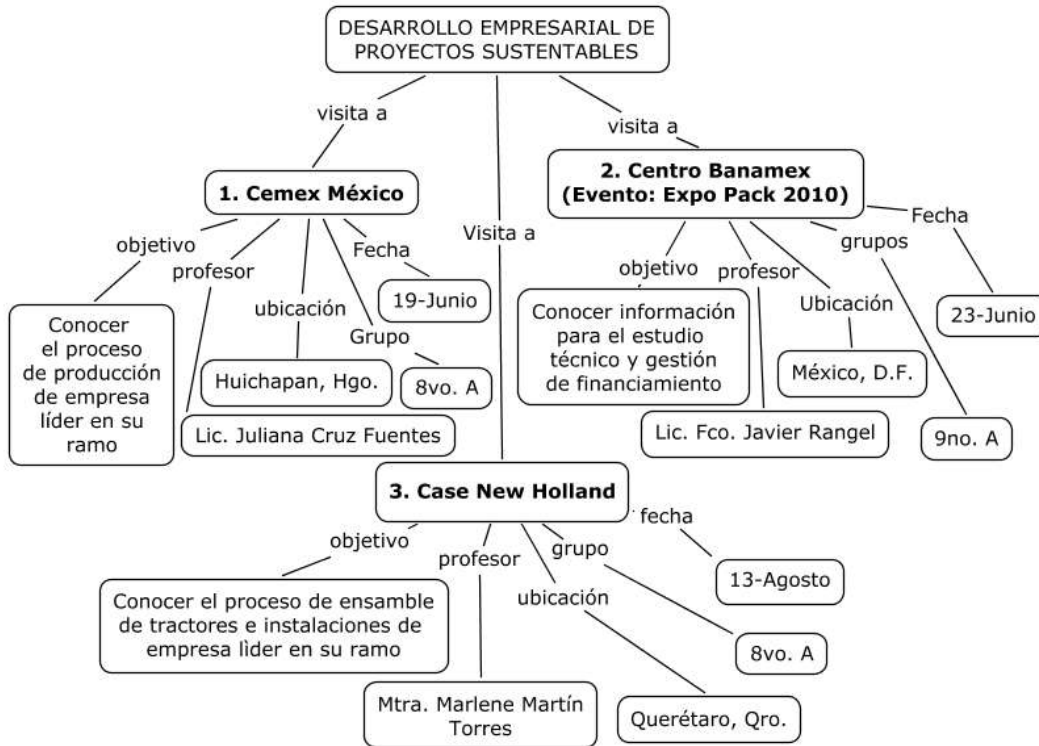 DESARROLLO EMPRESARIAL DE
PROYECTOS SUSTENTABLES
visita a
visita a
Visita a
1. Cemex México
objetivo
profesor
ubicación
Fecha
Grupo
Conocer
el proceso
de producción
de empresa
líder en su
ramo
Lic. Juliana Cruz Fuentes
Huichapan, Hgo.
19-Junio
8vo. A
2. Centro Banamex
(Evento: Expo Pack 2010)
objetivo
profesor
Ubicación
grupos
Fecha
Conocer información
para el estudio
técnico y gestión
de financiamiento
Lic. Fco. Javier Rangel
México, D.F.
9no. A
23-Junio
3. Case New Holland
objetivo
profesor
ubicación
grupo
fecha
Conocer el proceso de ensamble
de tractores e instalaciones de
empresa lìder en su ramo
Mtra. Marlene Martín
Torres
Querétaro, Qro.
8vo. A
13-Agosto